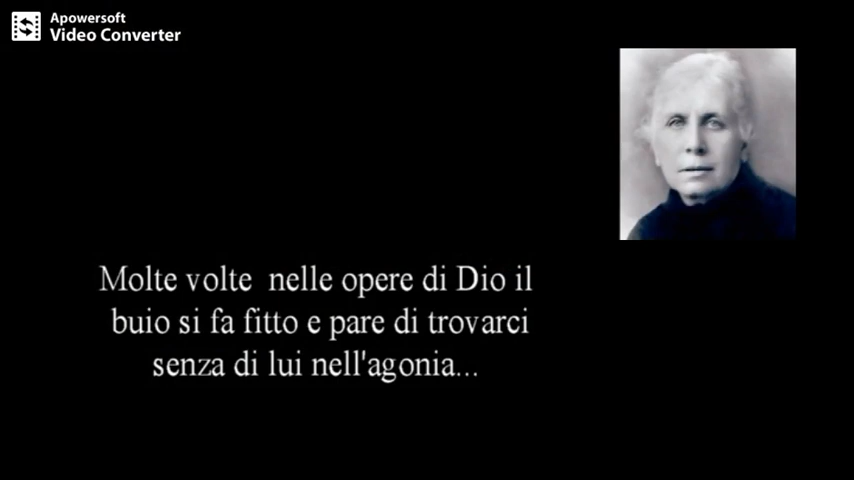 Apowersoft
Video Converter
Molte volte  nelle opere di Dio il
buio si fa fitto e pare di trovarci
senza di lui nell'agonia...